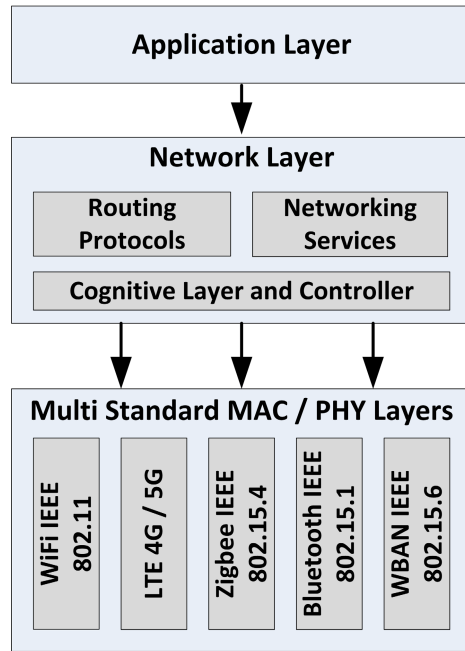 Application Layer
Network Layer
Routing
Protocols
Networking
Services
Cognitive Layer and Controller
Multi Standard MAC / PHY Layers
WiFi IEEE
802.11
LTE 4G / 5G
Zigbee IEEE
802.15.4
Bluetooth IEEE
802.15.1
WBAN IEEE
802.15.6